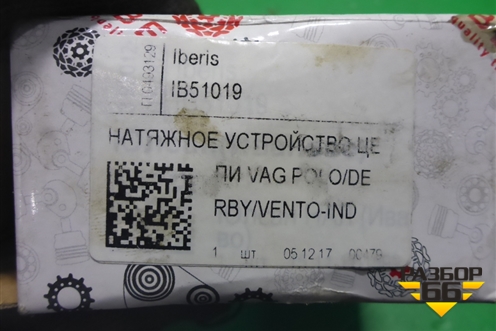 Iberis
IB51019
НАТЯЖНОЕ УСТРОЙСТВО ЦЕ
ПИ VAG POLO/DE
RBY/VENTO-IND
1 шт 05.12.17
РАЗБОР
66